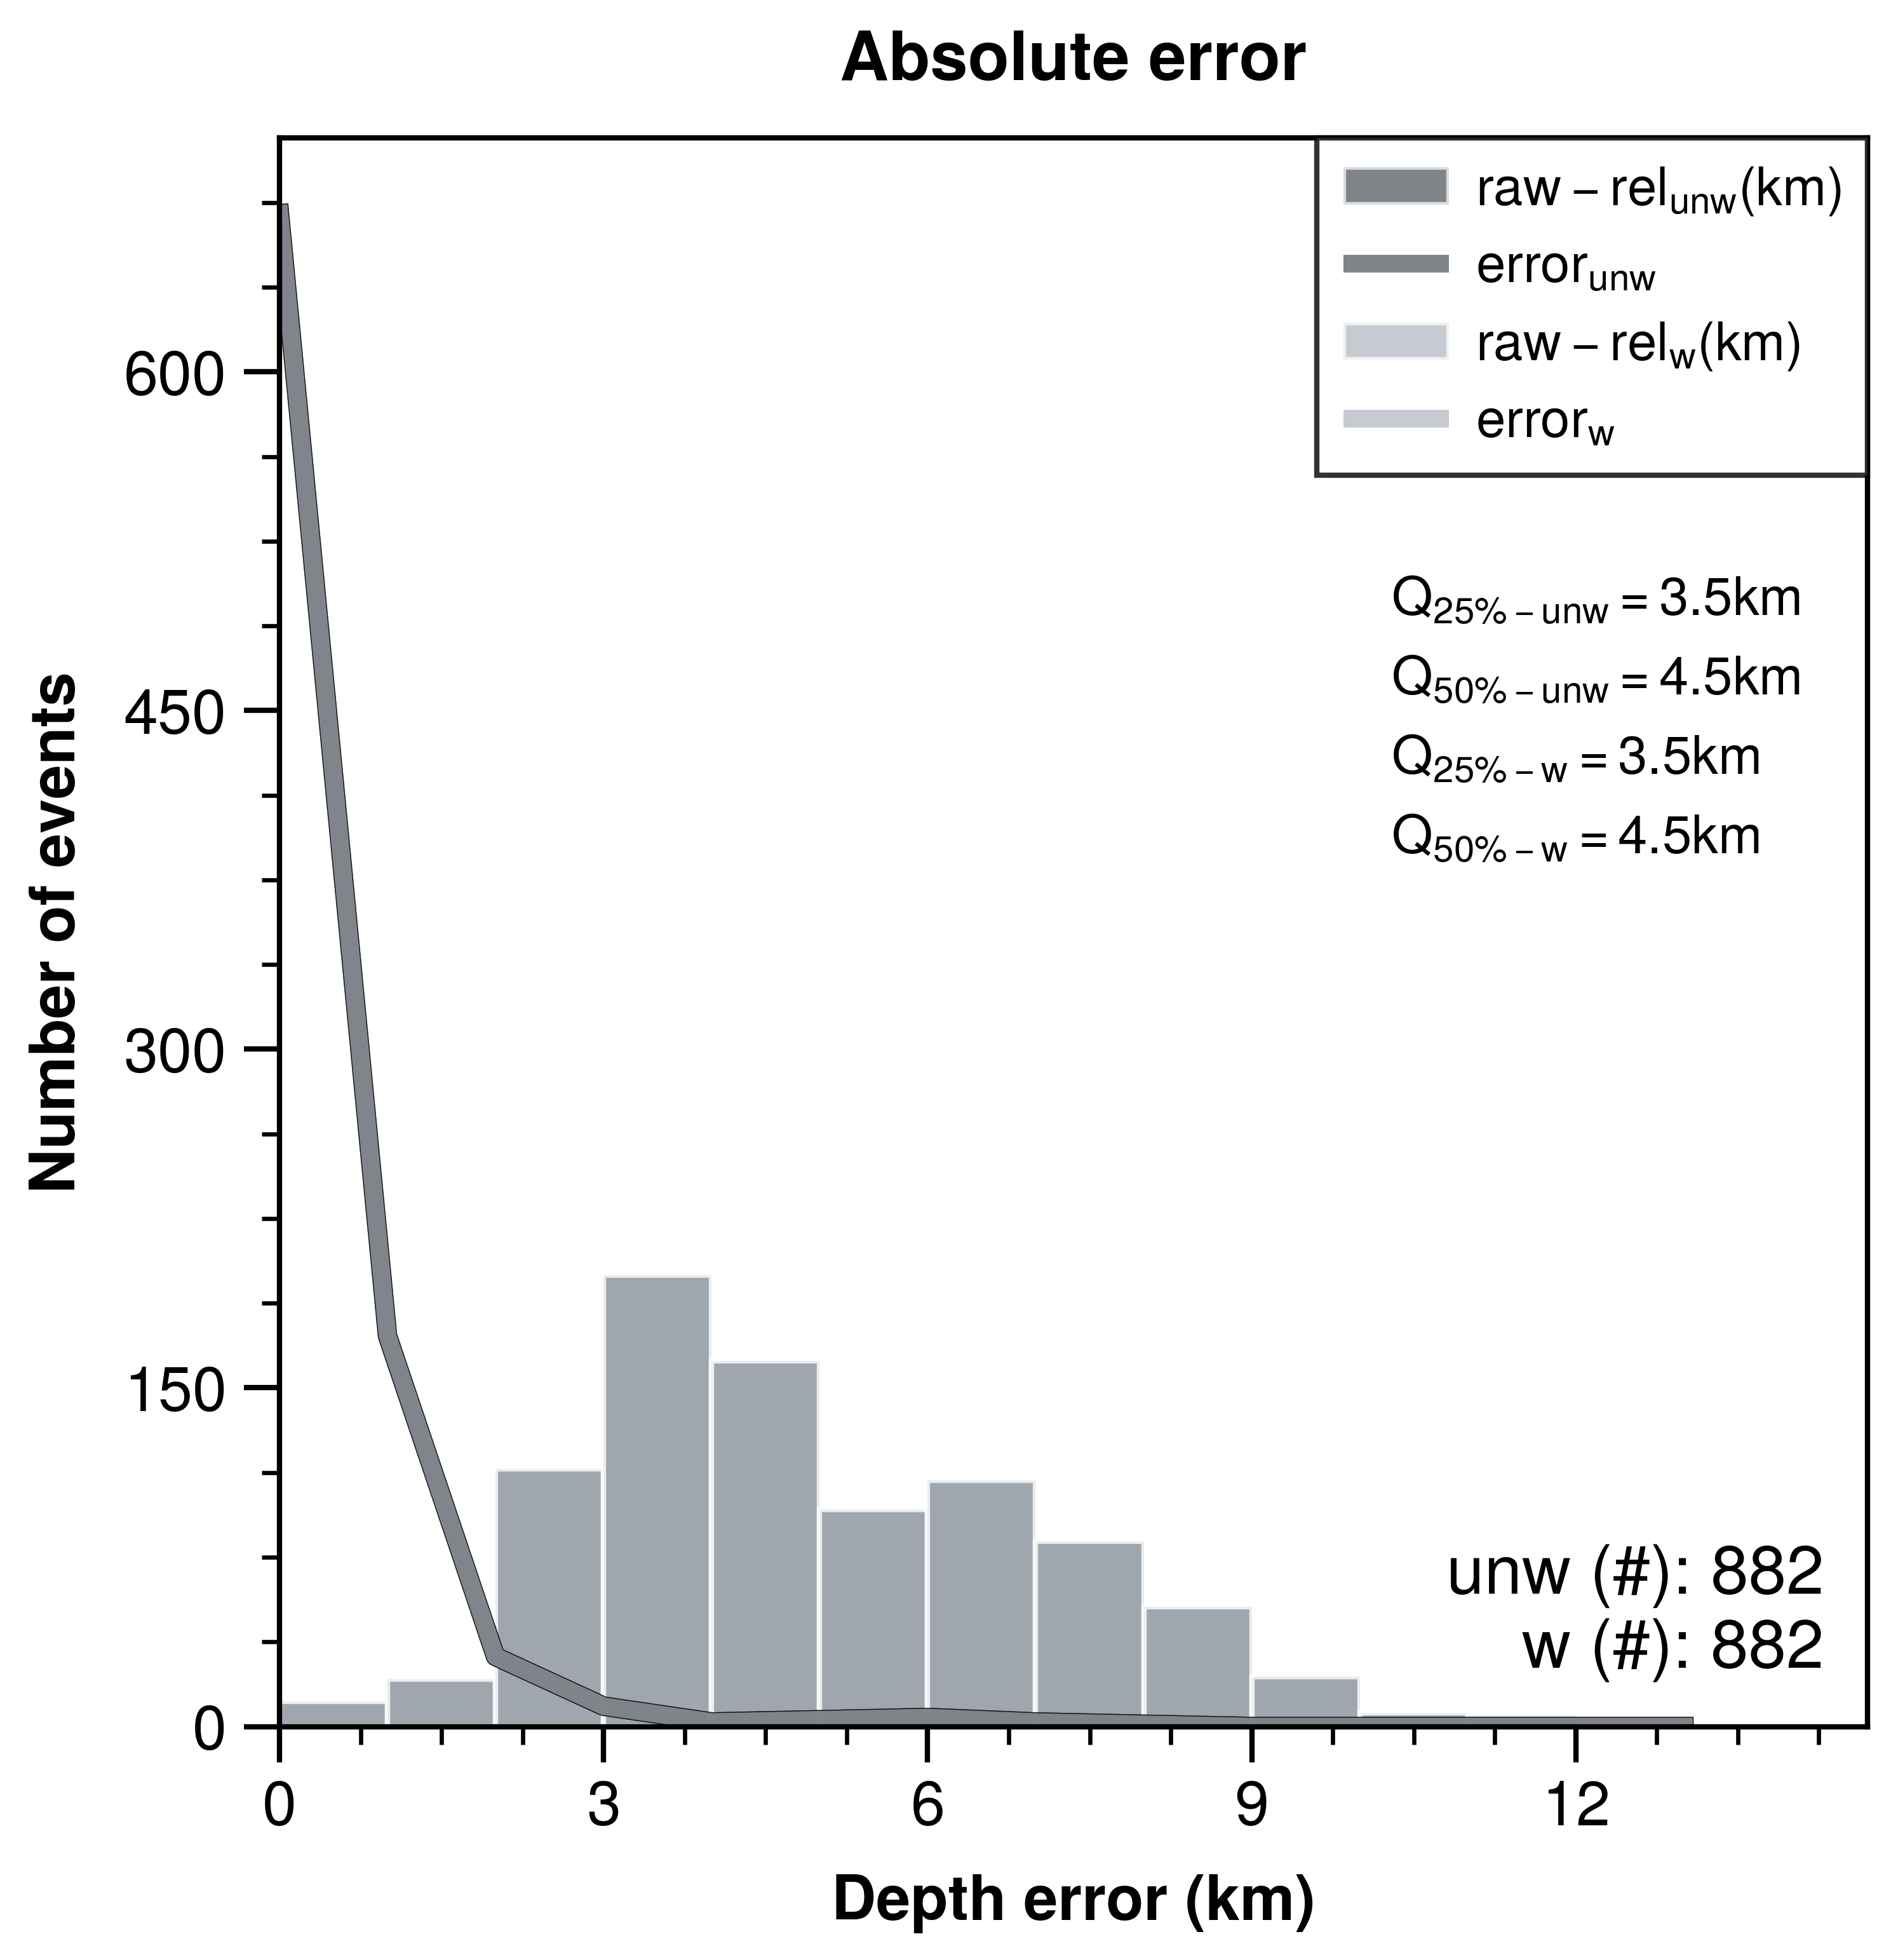 Absolute error
raw – rel_unw(km)
error_unw
raw – rel_w(km)
error_w
Q_25% – unw = 3.5km
Q_50% – unw = 4.5km
Q_25% – w = 3.5km
Q_50% – w = 4.5km
Number of events
600
450
300
150
0
unw (#): 882
w (#): 882
0 3 6 9 12
Depth error (km)